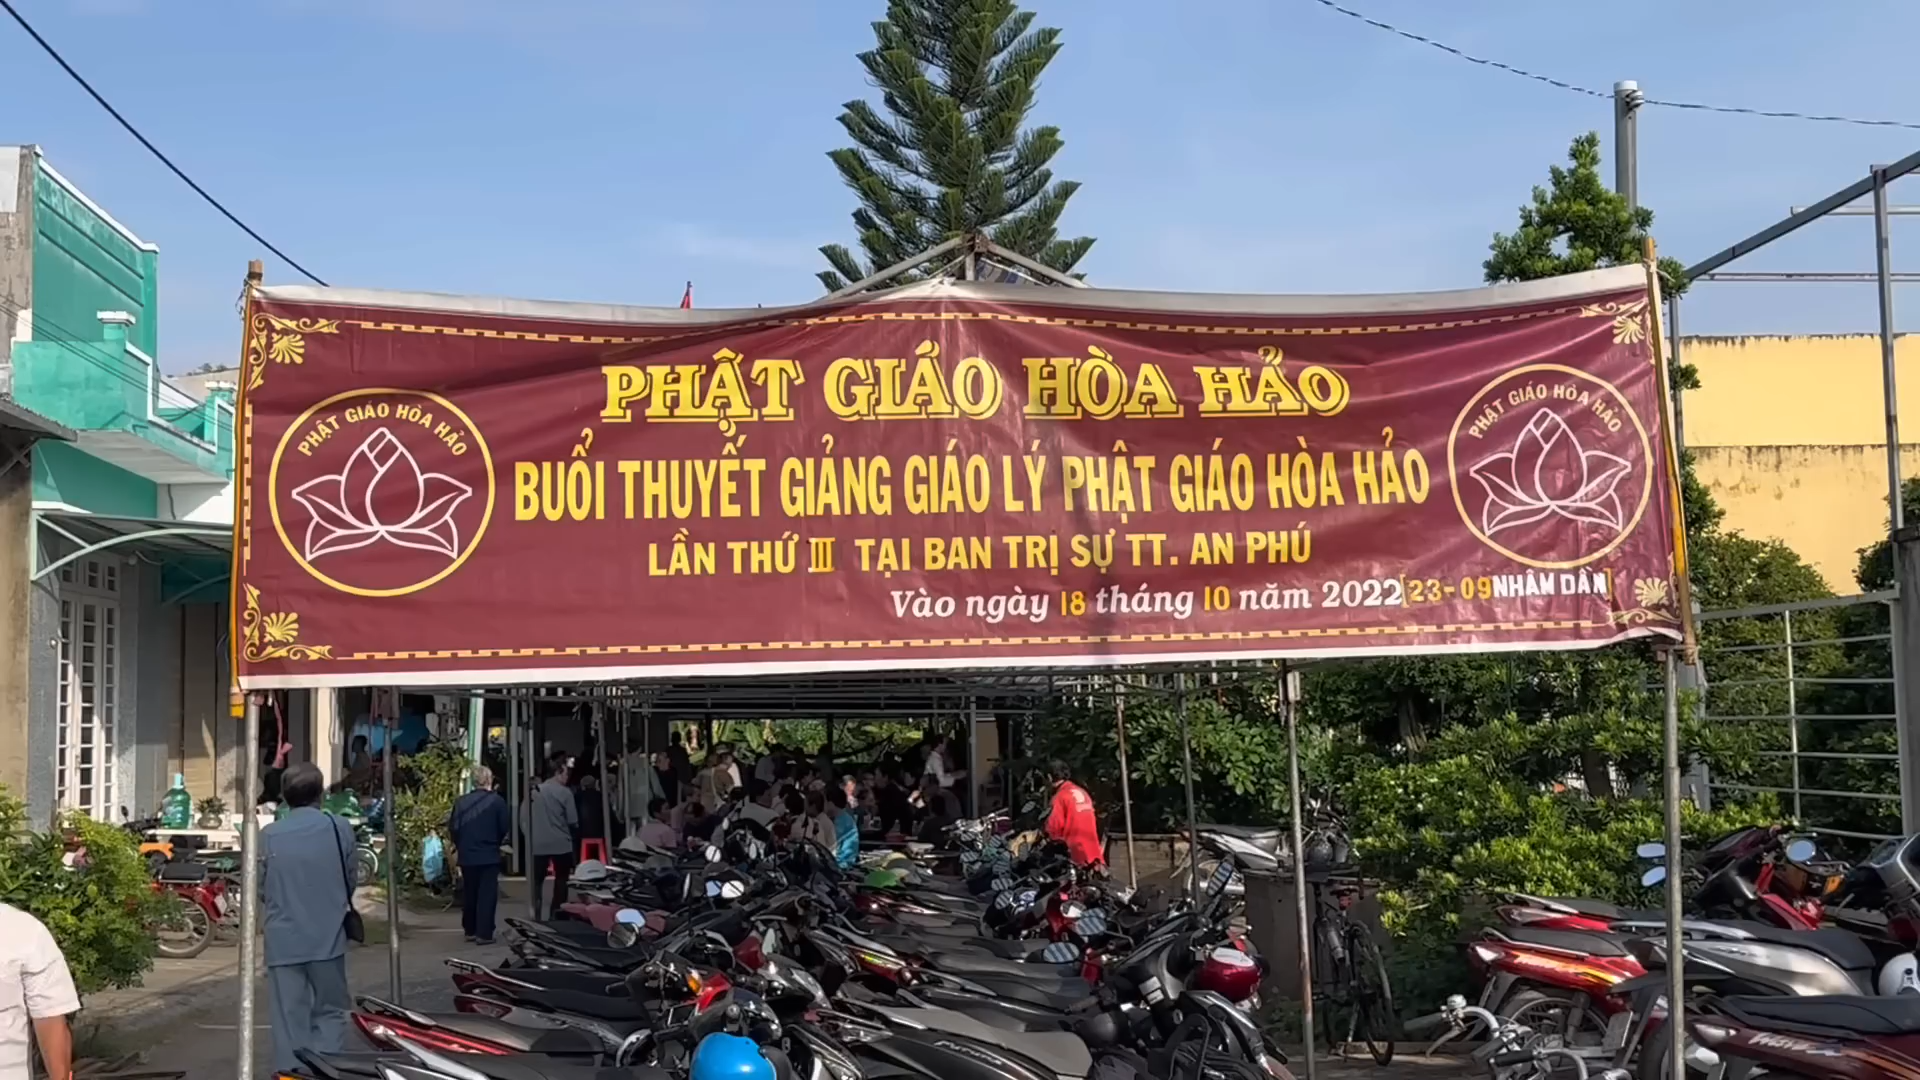 PHẬT GIÁO HÒA HẢO
PHẬT GIÁO HÒA HẢO
PHẬT GIÁO HÒA HẢO
BUỔI THUYẾT GIẢNG GIÁO LÝ PHẬT GIÁO HÒA HẢO
LẦN THỨ III TẠI BAN TRỊ SỰ TT. AN PHÚ
Vào ngày 18 tháng 10 năm 2022 [23-09 NHÂM DẦN]